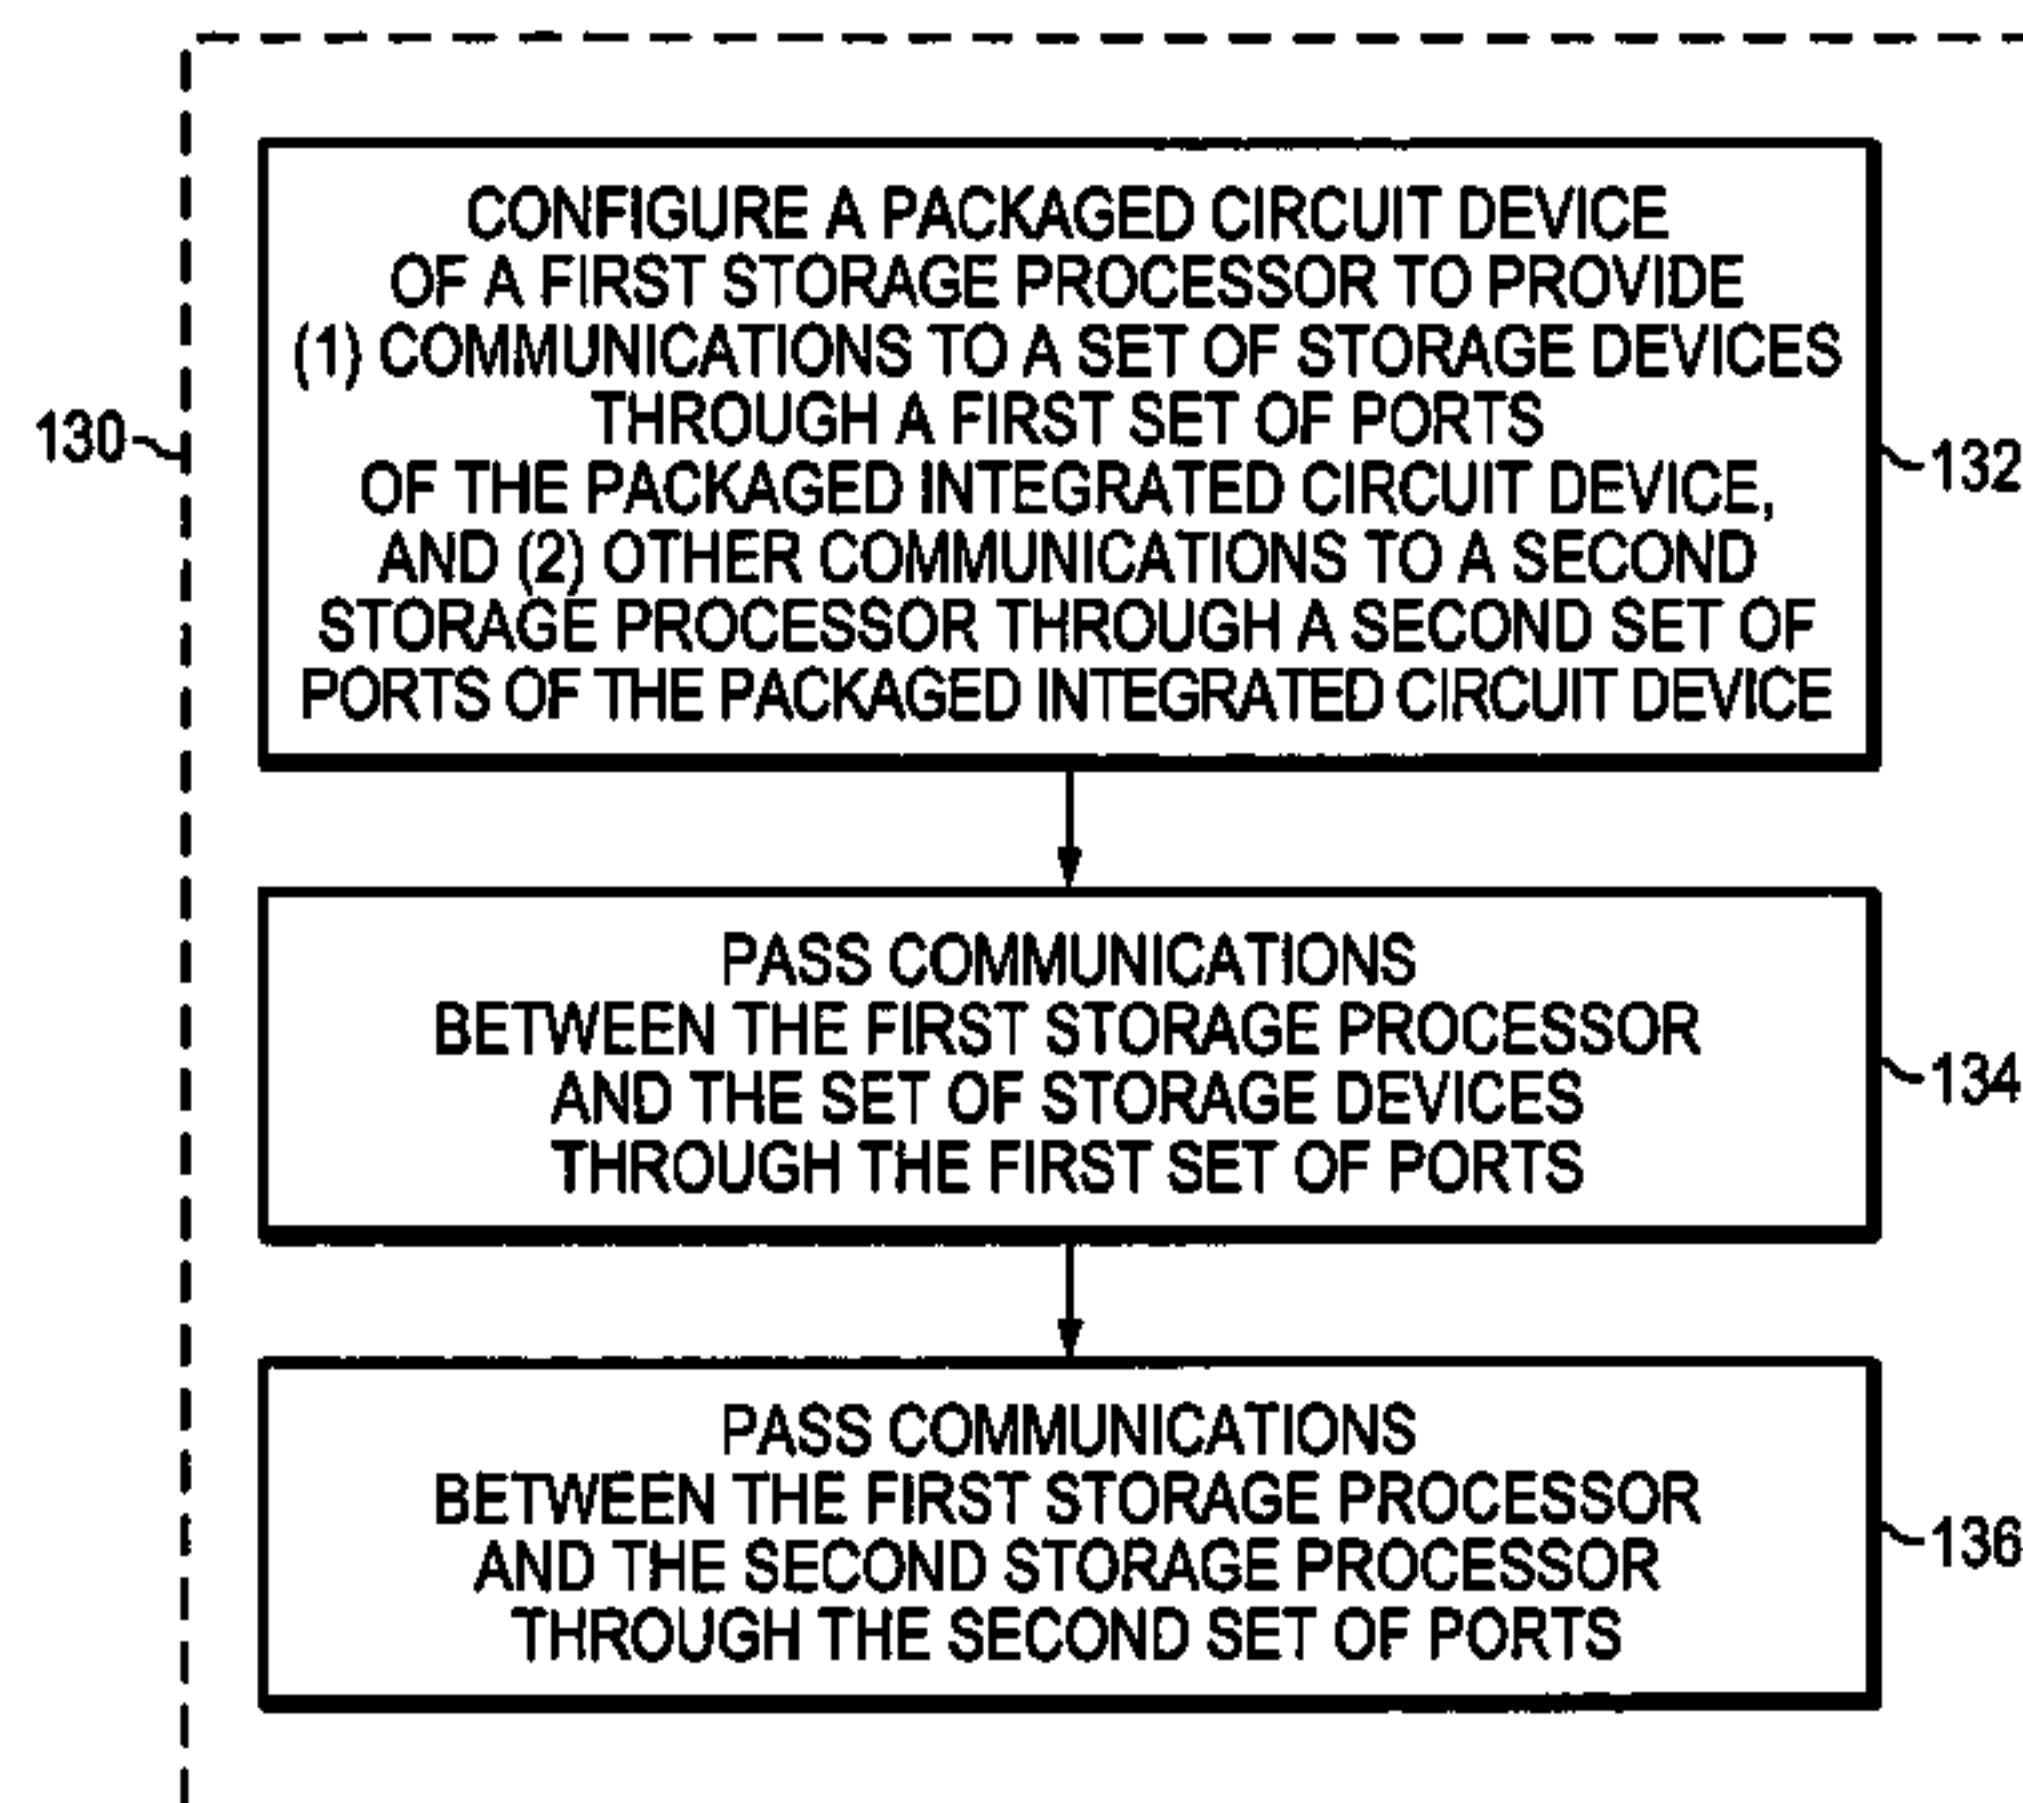 CONFIGURE A PACKAGED CIRCUIT DEVICE
OF A FIRST STORAGE PROCESSOR TO PROVIDE
(1) COMMUNICATIONS TO A SET OF STORAGE DEVICES
THROUGH A FIRST SET OF PORTS
OF THE PACKAGED INTEGRATED CIRCUIT DEVICE,
AND (2) OTHER COMMUNICATIONS TO A SECOND
STORAGE PROCESSOR THROUGH A SECOND SET OF
PORTS OF THE PACKAGED INTEGRATED CIRCUIT DEVICE
130
132
PASS COMMUNICATIONS
BETWEEN THE FIRST STORAGE PROCESSOR
AND THE SET OF STORAGE DEVICES
THROUGH THE FIRST SET OF PORTS
134
PASS COMMUNICATIONS
BETWEEN THE FIRST STORAGE PROCESSOR
AND THE SECOND STORAGE PROCESSOR
THROUGH THE SECOND SET OF PORTS
136